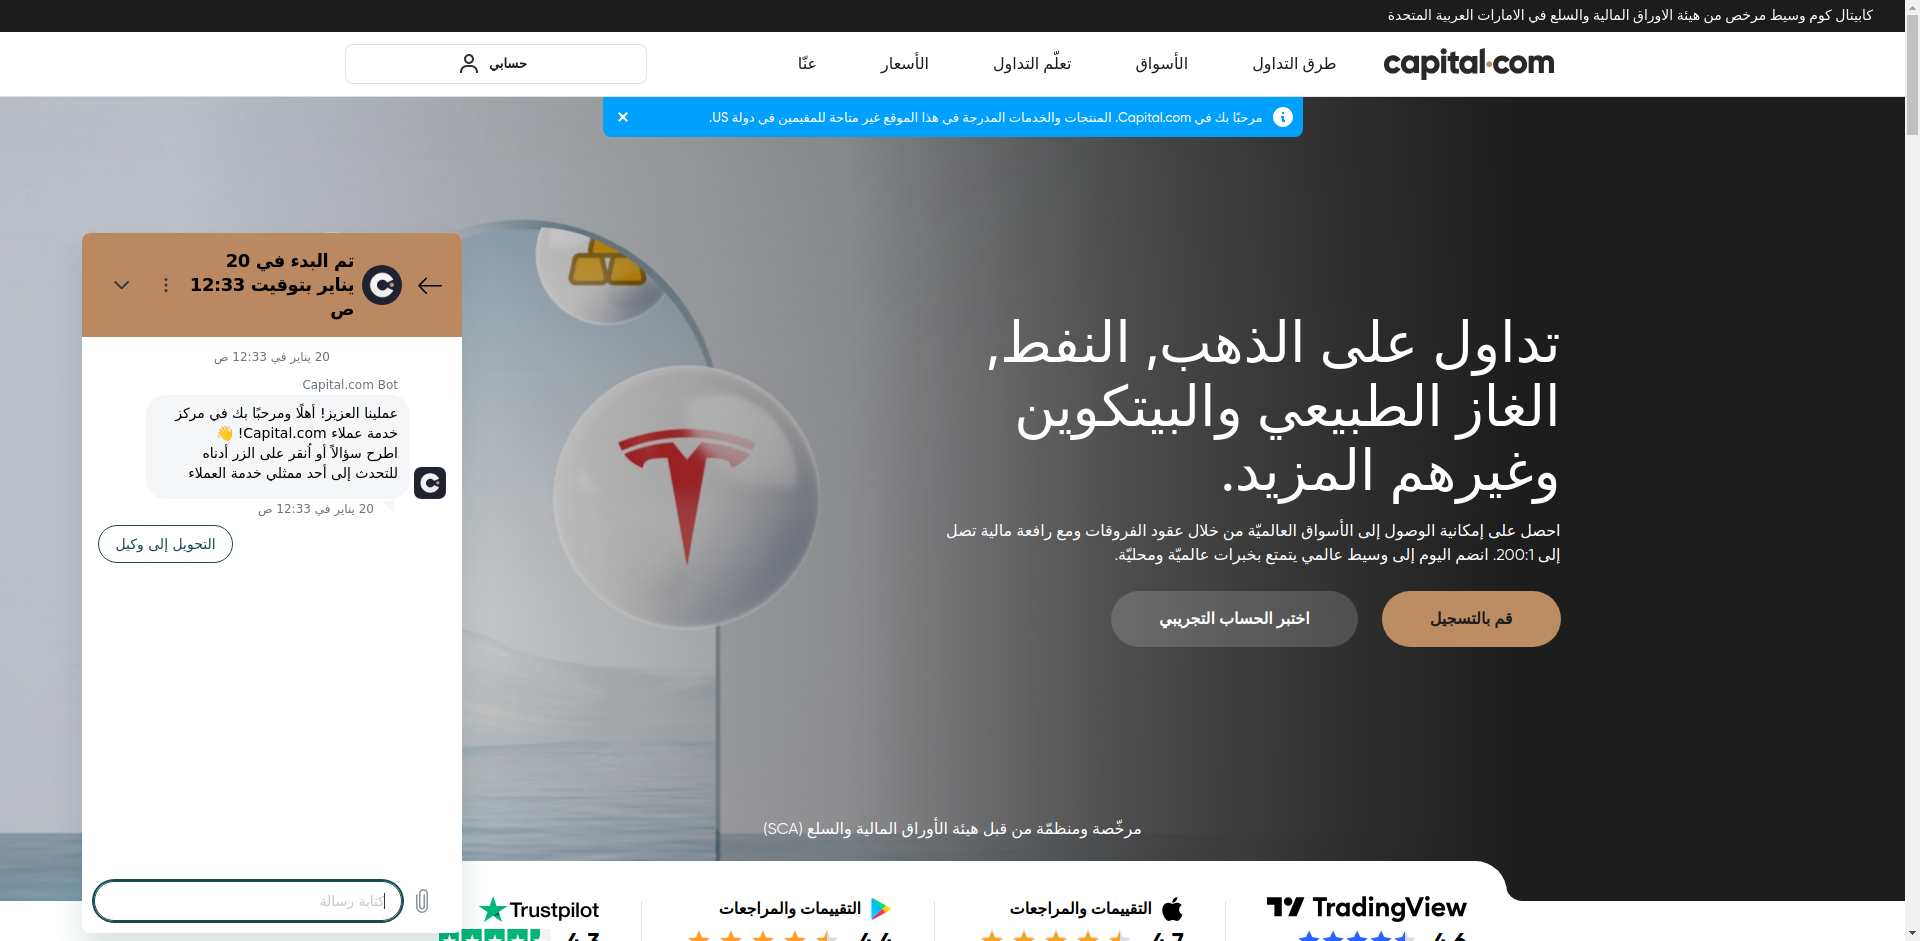 كابيتال كوم وسيط مرخص من هيئة الاوراق المالية والسلع في الامارات العربية المتحدة
capital.com
طرق التداول
الأسواق
تعلّم التداول
الأسعار
عنّا
حسابي
مرحبًا بك في Capital.com. المنتجات والخدمات المدرجة في هذا الموقع غير متاحة للمقيمين في دولة US.
تداول على الذهب, النفط,
الغاز الطبيعي والبيتكوين
وغيرهم المزيد.
احصل على إمكانية الوصول إلى الأسواق العالميّة من خلال عقود الفروقات ومع رافعة مالية تصل
إلى 200:1. انضم اليوم إلى وسيط عالمي يتمتع بخبرات عالميّة ومحليّة.
قم بالتسجيل
اختبر الحساب التجريبي
مرخّصة ومنظمّة من قبل هيئة الأوراق المالية والسلع (SCA)
تم البدء في 20
يناير بتوقيت 12:33
ص
20 يناير في 12:33 ص
Capital.com Bot
عملينا العزيز! أهلًا ومرحبًا بك في مركز
خدمة عملاء Capital.com! 👋
اطرح سؤالاً أو اُنقر على الزر أدناه
للتحدث إلى أحد ممثلي خدمة العملاء
20 يناير في 12:33 ص
التحويل إلى وكيل
كتابة رسالة
TradingView
4.6
التقييمات والمراجعات
4.7
التقييمات والمراجعات
4.4
Trustpilot
4.3